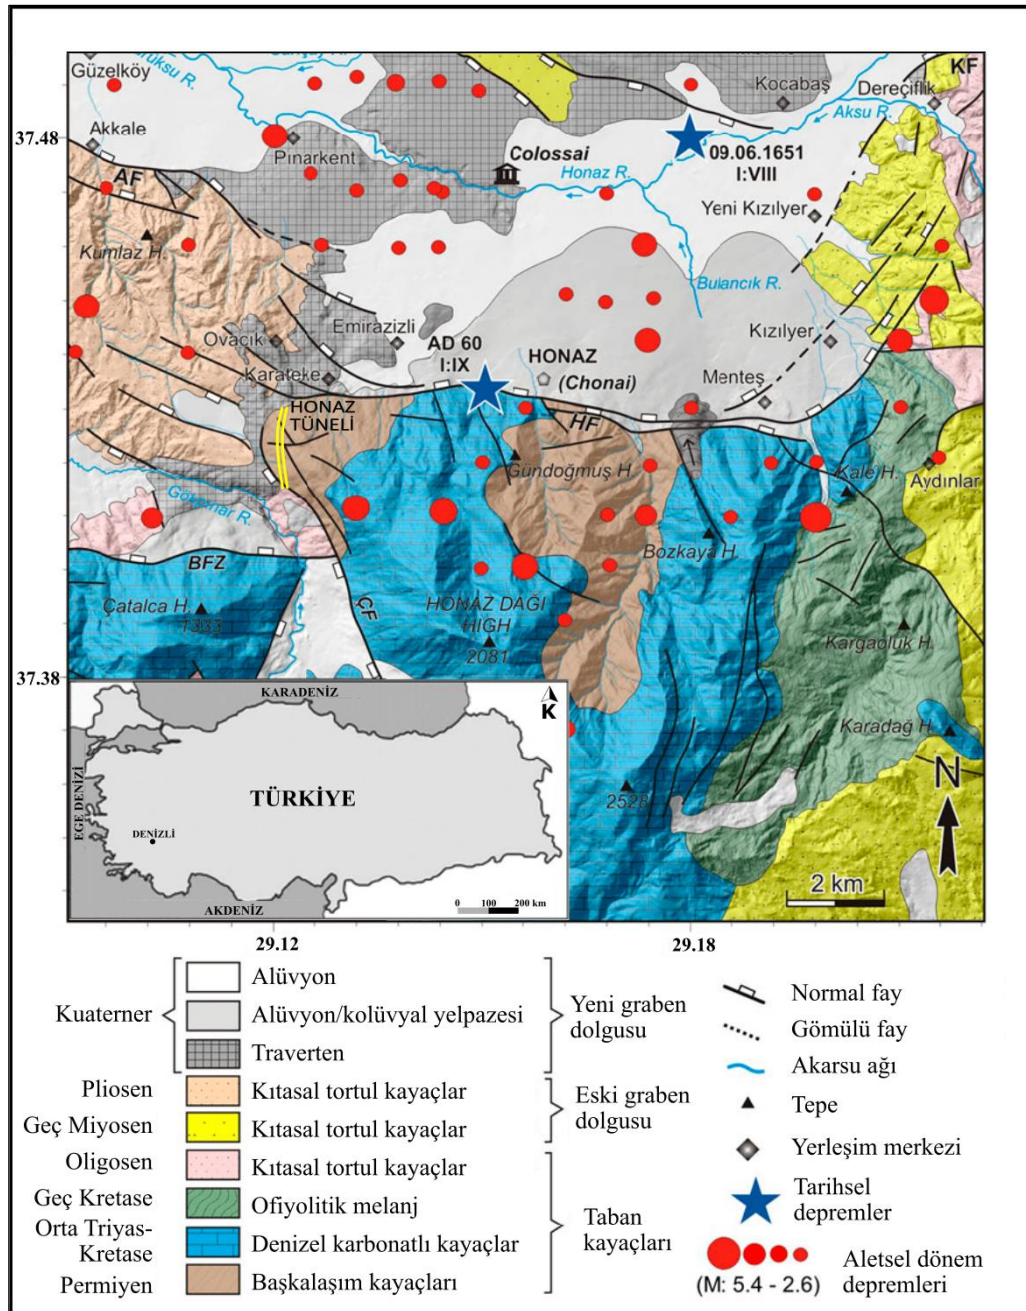 Güzelköy
Kocabaş
Dereçiflik
KF
Aksu R.
37.48
Akkale
Pınarkent
Colossai
Honaz R.
09.06.1651
I:VIII
AF
Yeni Kızılyer
Kumlaz H.
Bulancık R.
Emirazizli
Ovacık
AD 60
I:IX
HONAZ
(Chonai)
Kızılyer
Karateke
Menteş
HONAZ
TÜNELİ
HF
Gündoğmuş H.
Kale H.
Aydınlar
Gökpınar R.
Bozkaya H.
BFZ
Çatalca H.
1333
ÇF
HONAZ DAĞI
HIGH
2081
Kargaoluk H.
37.38
Karadağ H.
2528
N
2 km
KARADENİZ
K
EGE DENİZİ
TÜRKİYE
DENİZLİ
AKDENİZ
0 100 200 km
29.12
29.18
Kuaterner
Alüvyon
Alüvyon/kolüvyal yelpazesi
Traverten
Yeni graben
dolgusu
Pliosen
Kıtasal tortul kayaçlar
Geç Miyosen
Kıtasal tortul kayaçlar
Eski graben
dolgusu
Oligosen
Kıtasal tortul kayaçlar
Geç Kretase
Ofiyolitik melanj
Orta Triyas-
Kretase
Denizel karbonatlı kayaçlar
Permiyen
Başkalaşım kayaçları
Taban
kayaçları
Normal fay
Gömülü fay
Akarsu ağı
Tepe
Yerleşim merkezi
Tarihsel
depremler
(M: 5.4 - 2.6)
Aletsel dönem
depremleri